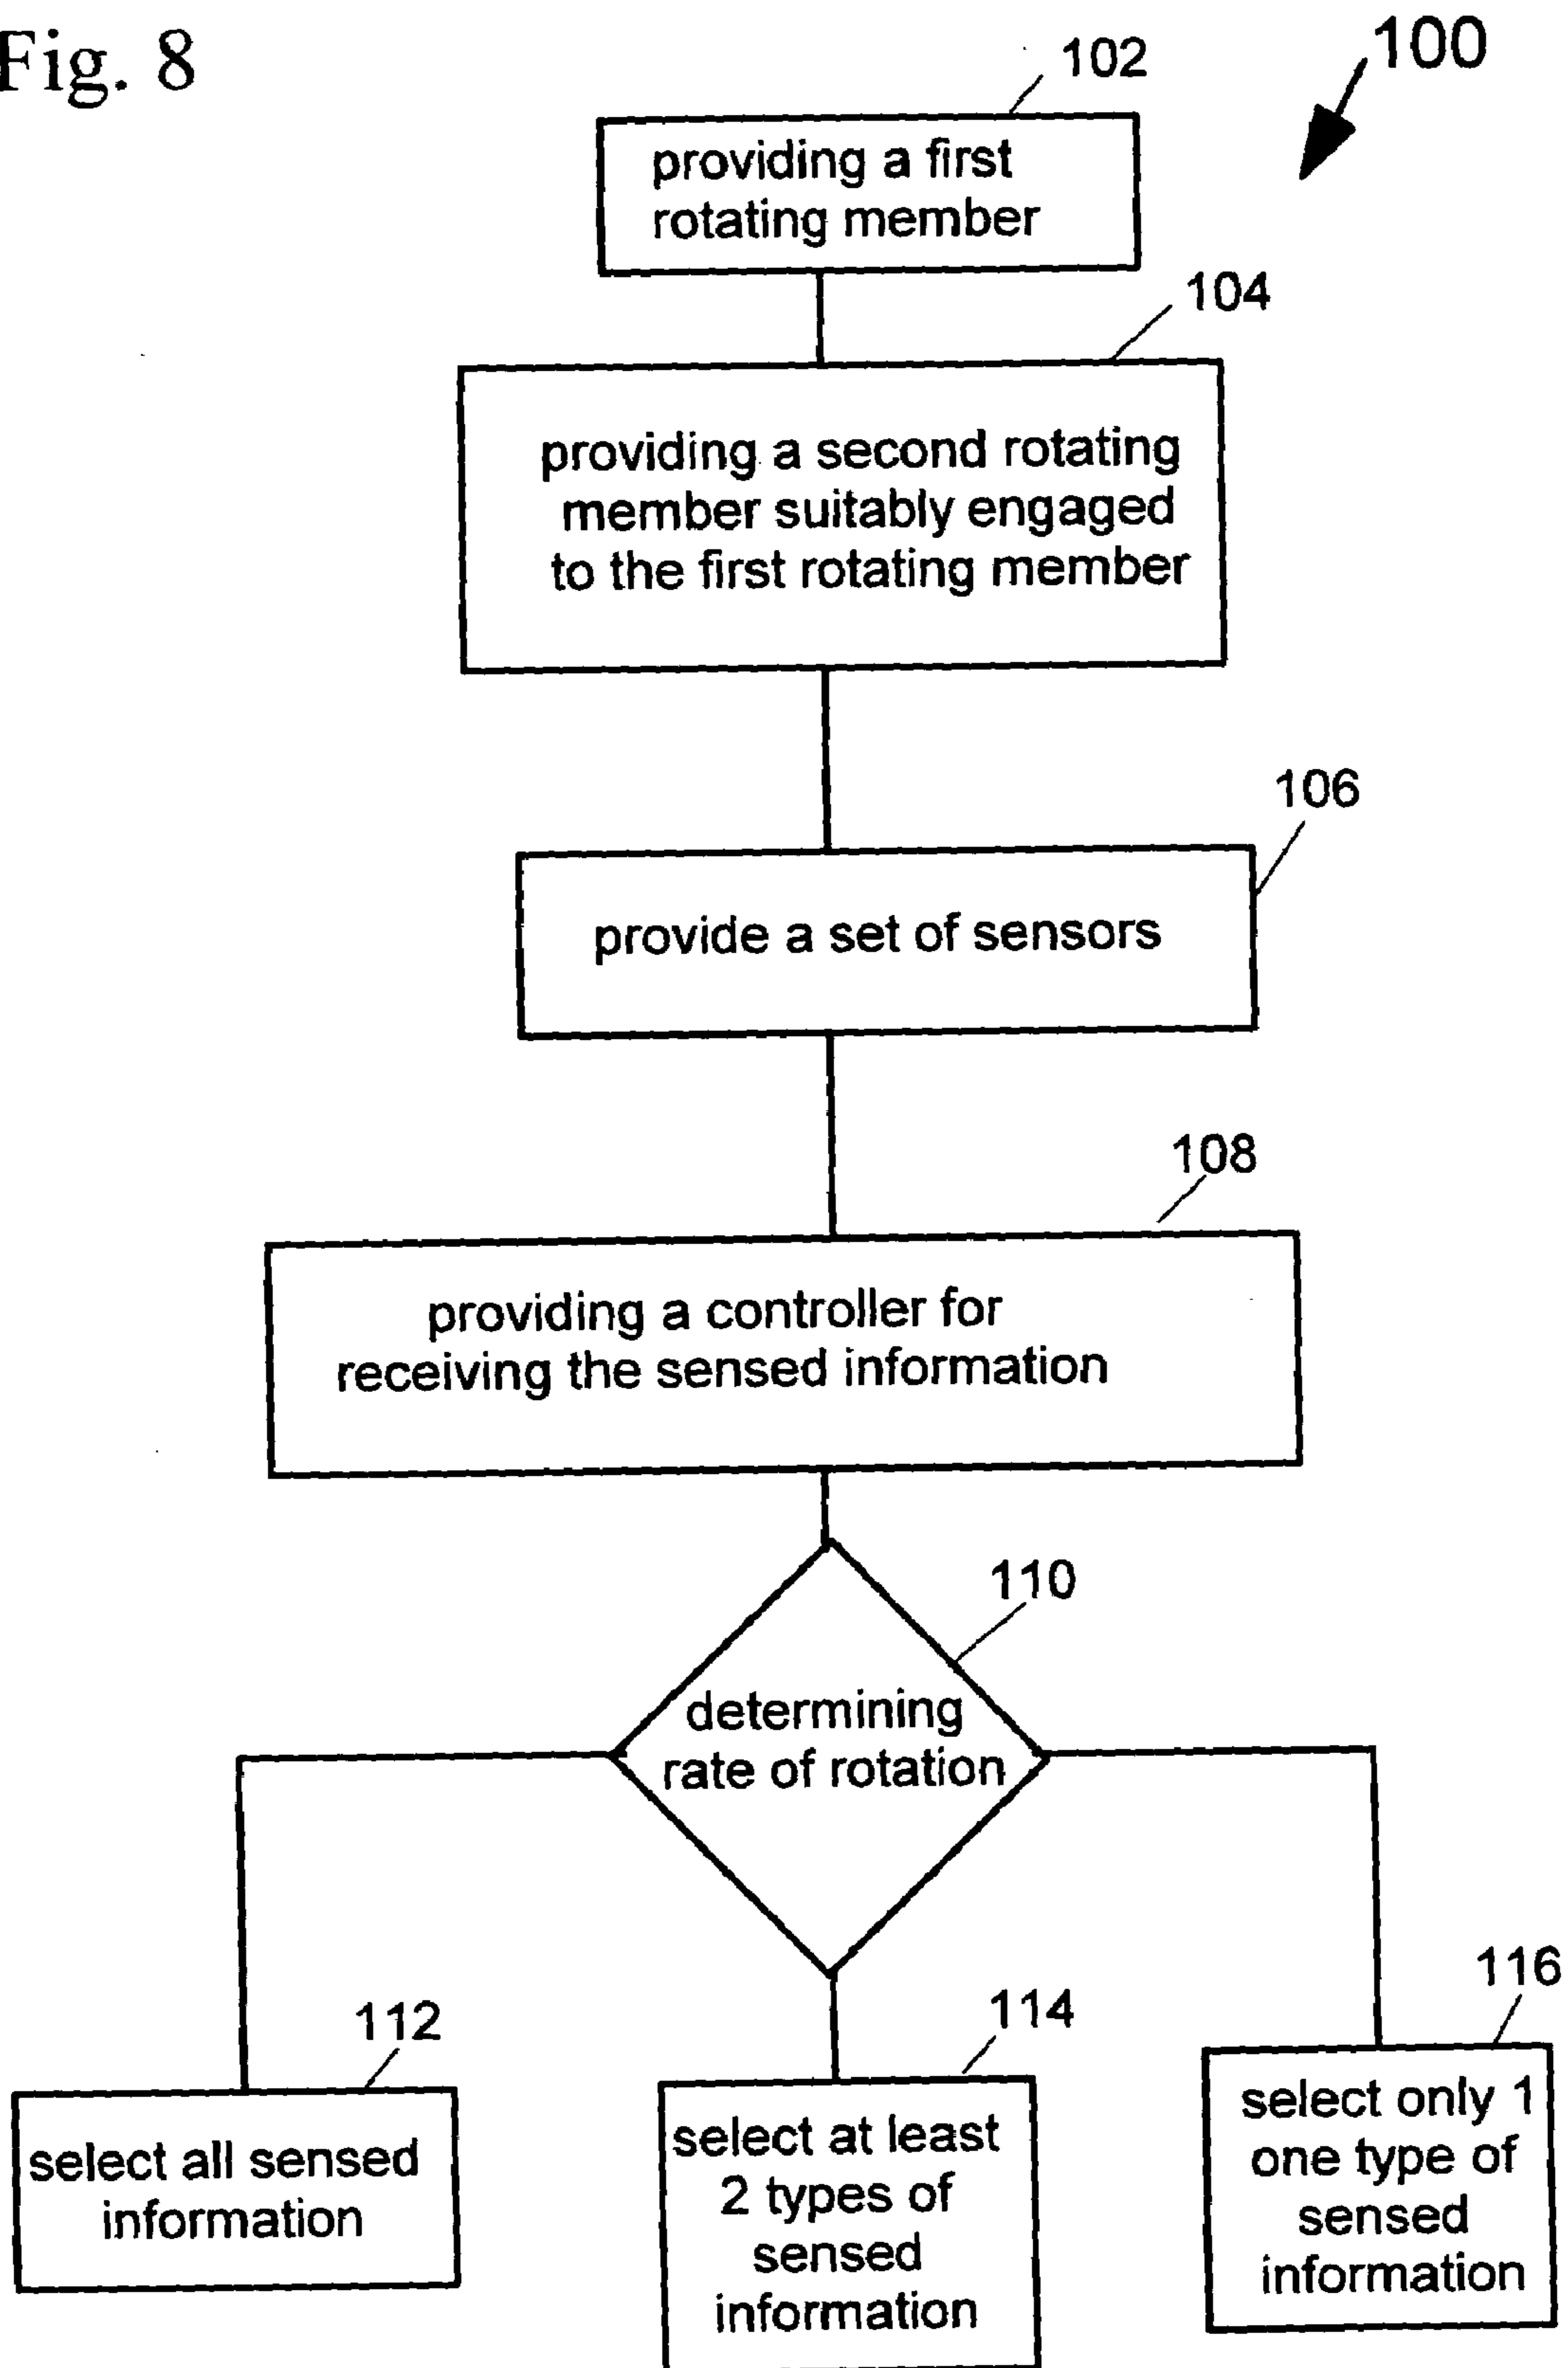 Fig. 8
100
102
providing a first
rotating member
104
providing a second rotating
member suitably engaged
to the first rotating member
106
provide a set of sensors
108
providing a controller for
receiving the sensed information
110
determining
rate of rotation
112
select all sensed
information
114
select at least
2 types of
sensed
information
116
select only 1
one type of
sensed
information